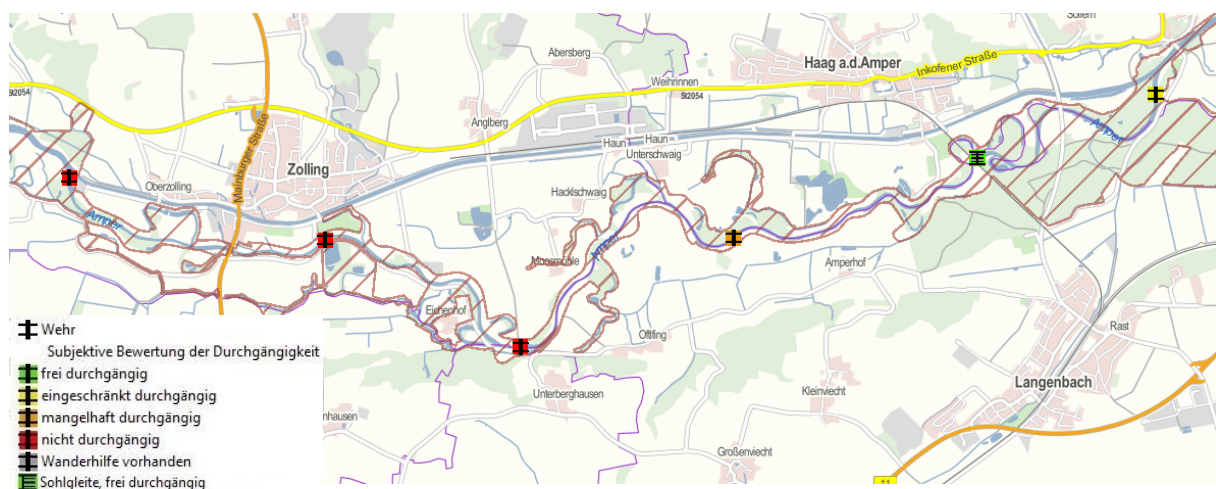 Abersberg
Haag a.d.Amper
Inkofener Straße
St2054
Weihrinnen
St2054
Anglberg
Mainburger Straße
Zolling
Haun
Haun
Unterschwaig
Amper
Oberzolling
Hacklschwaig
Amper
Amper
Moosmühle
Amperhof
Eichenhof
Oftlfing
Rast
Langenbach
Unterberghausen
Kleinviecht
Großenviecht
11
Wehr
Subjektive Bewertung der Durchgängigkeit
frei durchgängig
eingeschränkt durchgängig
mangelhaft durchgängig
nicht durchgängig
Wanderhilfe vorhanden
Sohlgleite, frei durchgängig